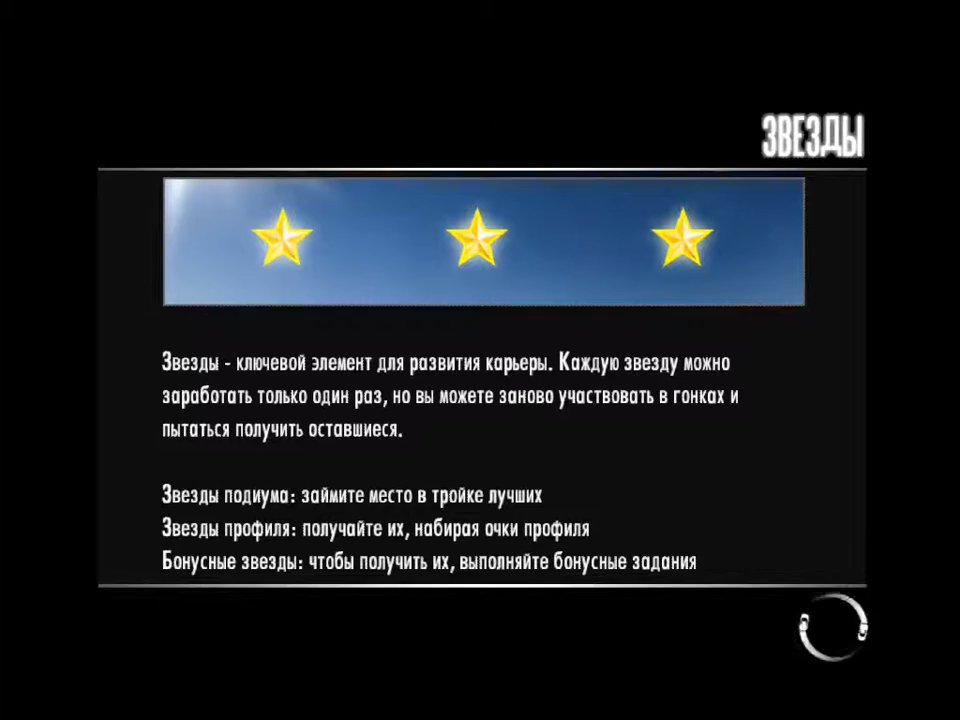 ЗВЕЗДЫ
Звезды - ключевой элемент для развития карьеры. Каждую звезду можно
заработать только один раз, но вы можете заново участвовать в гонках и
пытаться получить оставшиеся.
Звезды подиума: займите место в тройке лучших
Звезды профиля: получайте их, набирая очки профиля
Бонусные звезды: чтобы получить их, выполняйте бонусные задания